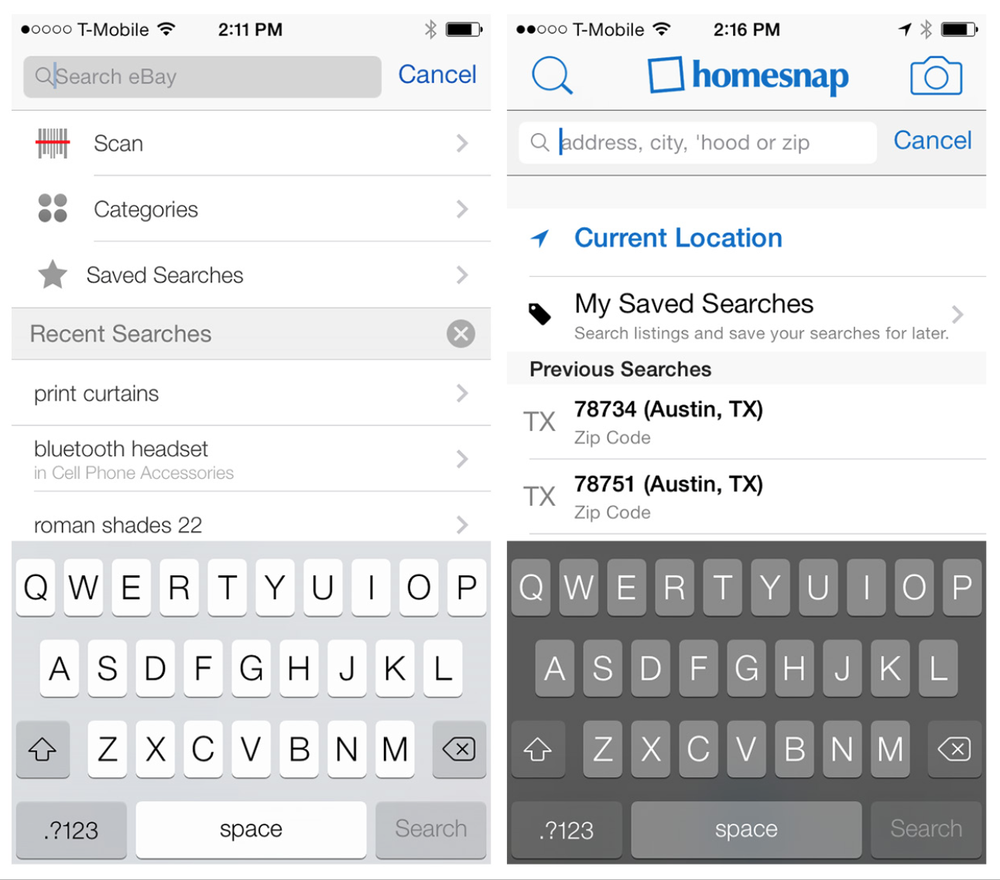 T-Mobile 2:11 PM
Search eBay Cancel
Scan
Categories
Saved Searches
Recent Searches
print curtains
bluetooth headset
in Cell Phone Accessories
roman shades 22
Q W E R T Y U I O P
A S D F G H J K L
Z X C V B N M
.?123 space Search
T-Mobile 2:16 PM
homesnap
address, city, 'hood or zip Cancel
Current Location
My Saved Searches
Search listings and save your searches for later.
Previous Searches
TX 78734 (Austin, TX)
Zip Code
TX 78751 (Austin, TX)
Zip Code
Q W E R T Y U I O P
A S D F G H J K L
Z X C V B N M
.?123 space Search